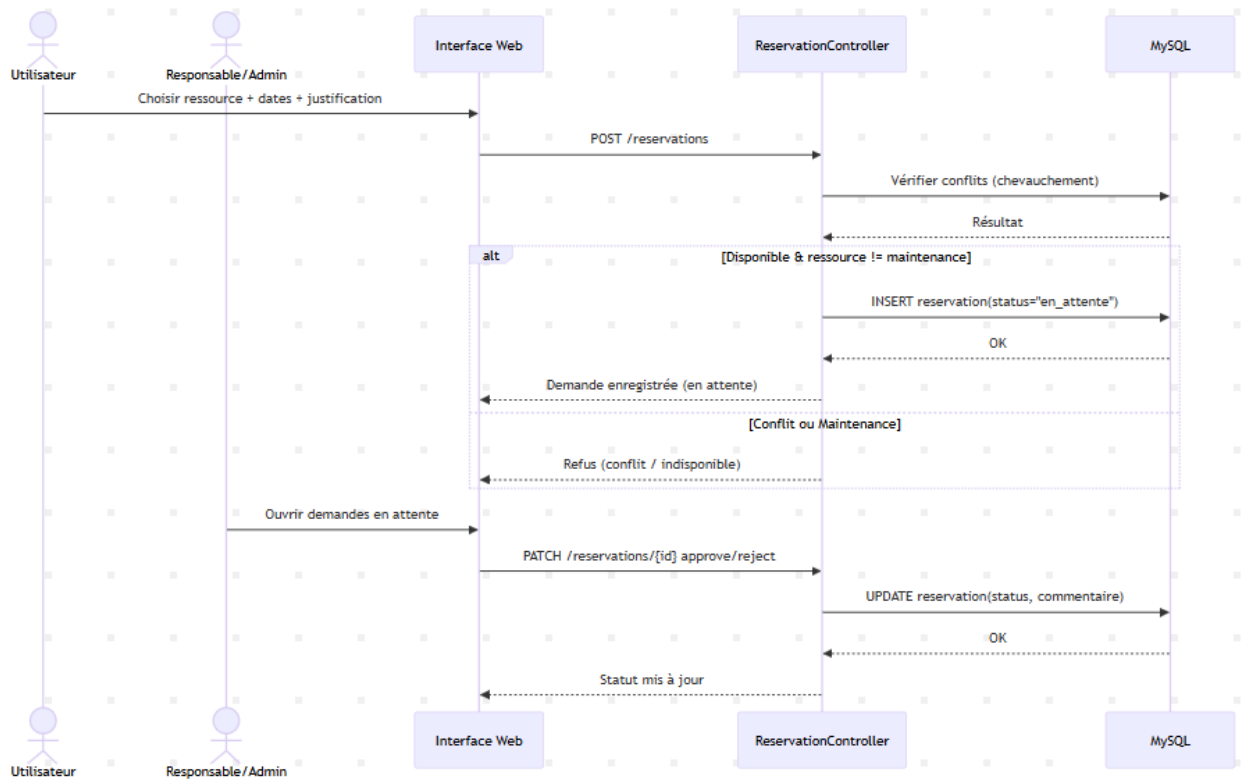 Utilisateur
Responsable/Admin
Interface Web
ReservationController
MySQL
Choisir ressource + dates + justification
POST /reservations
Vérifier conflits (chevauchement)
Résultat
alt
[Disponible & ressource != maintenance]
INSERT reservation(status="en_attente")
OK
Demande enregistrée (en attente)
[Conflit ou Maintenance]
Refus (conflit / indisponible)
Ouvrir demandes en attente
PATCH /reservations/{id} approve/reject
UPDATE reservation(status, commentaire)
OK
Statut mis à jour
Utilisateur
Responsable/Admin
Interface Web
ReservationController
MySQL